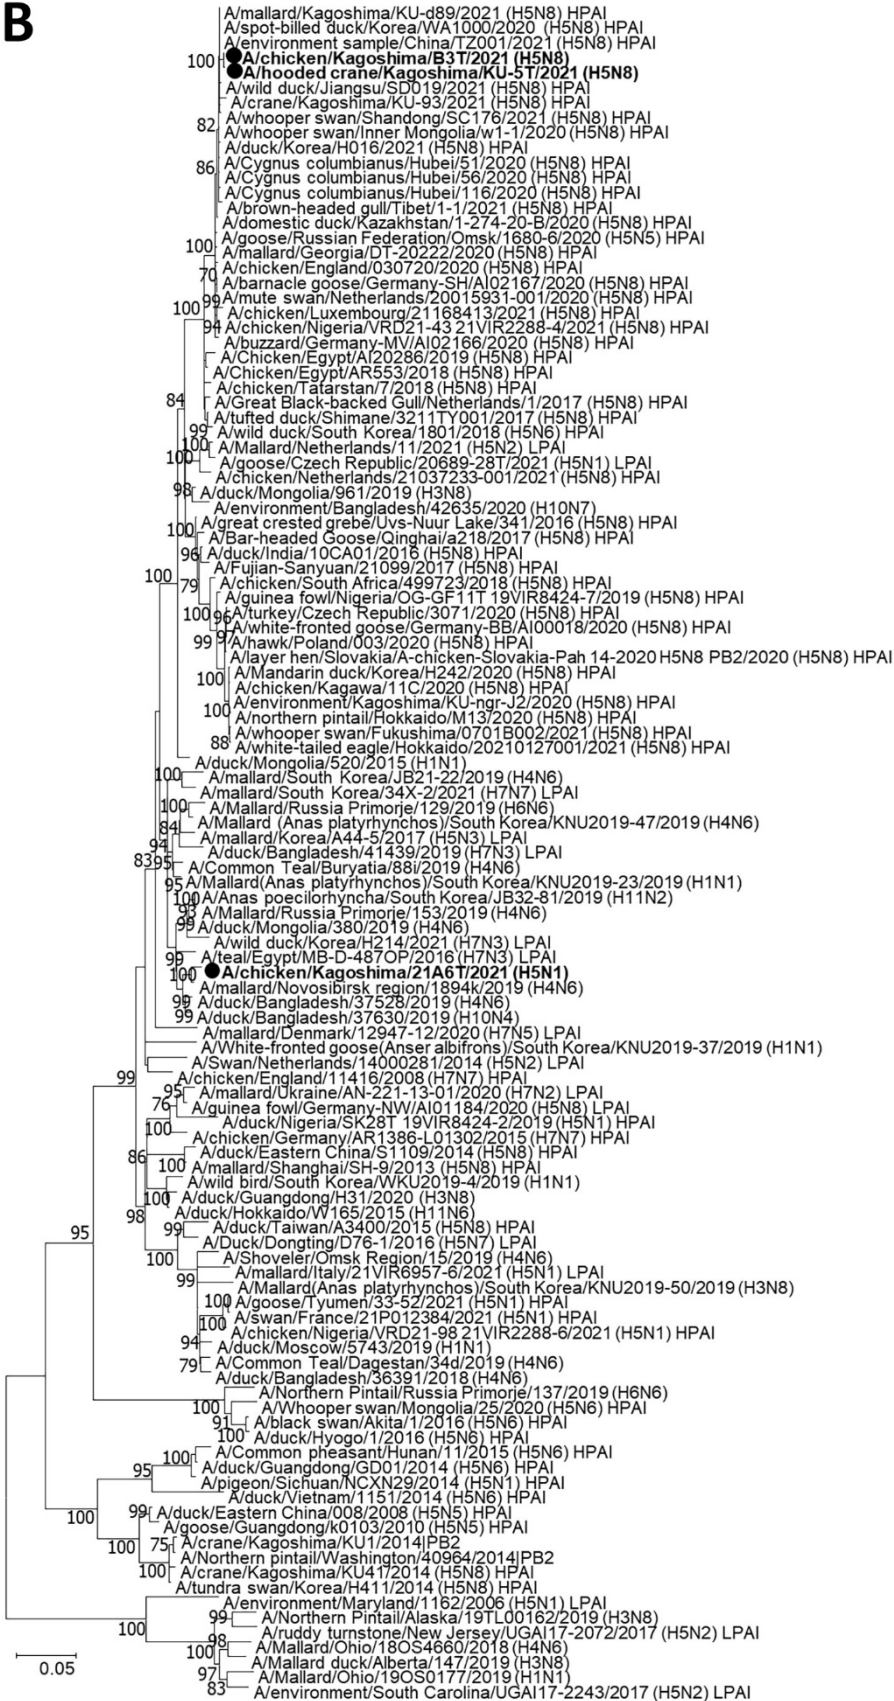 B
A/mallard/Kagoshima/KU-d89/2021 (H5N8) HPAI
A/spot-billed duck/Korea/WA1000/2020 (H5N8) HPAI
A/environment sample/China/TZ001/2021 (H5N8) HPAI
A/chicken/Kagoshima/B3T/2021 (H5N8)
100
A/hooded crane/Kagoshima/KU-5T/2021 (H5N8)
A/wild duck/Jiangsu/SD019/2021 (H5N8) HPAI
A/crane/Kagoshima/KU-93/2021 (H5N8) HPAI
A/whooper swan/Shandong/SC176/2021 (H5N8) HPAI
82
A/whooper swan/Inner Mongolia/w1-1/2020 (H5N8) HPAI
A/duck/Korea/H016/2021 (H5N8) HPAI
86
A/Cygnus columbianus/Hubei/51/2020 (H5N8) HPAI
A/Cygnus columbianus/Hubei/56/2020 (H5N8) HPAI
A/Cygnus columbianus/Hubei/116/2020 (H5N8) HPAI
A/brown-headed gull/Tibet/1-1/2021 (H5N8) HPAI
A/domestic duck/Kazakhstan/1-274-20-B/2020 (H5N8) HPAI
A/goose/Russian Federation/Omsk/1680-6/2020 (H5N5) HPAI
100
A/mallard/Georgia/DT-20222/2020 (H5N8) HPAI
A/chicken/England/030720/2020 (H5N8) HPAI
70
A/barnacle goose/Germany-SH/AI02167/2020 (H5N8) HPAI
A/mute swan/Netherlands/20015931-001/2020 (H5N8) HPAI
99
100
A/chicken/Luxembourg/21168413/2021 (H5N8) HPAI
A/chicken/Nigeria/VRD21-43 21VIR2288-4/2021 (H5N8) HPAI
94
A/buzzard/Germany-MV//AI02166/2020 (H5N8) HPAI
A/Chicken/Egypt/AI20286/2019 (H5N8) HPAI
A/Chicken/Egypt/AR553/2018 (H5N8) HPAI
A/chicken/Tatarstan/7/2018 (H5N8) HPAI
84
A/Great Black-backed Gull/Netherlands/1/2017 (H5N8) HPAI
A/tufted duck/Shimane/3211TY001/2017 (H5N8) HPAI
99
A/wild duck/South Korea/1801/2018 (H5N6) HPAI
100
A/Mallard/Netherlands/11/2021 (H5N2) LPAI
100
A/goose/Czech Republic/20689-28T/2021 (H5N1) LPAI
A/chicken/Netherlands/21037233-001/2021 (H5N8) HPAI
98
A/duck/Mongolia/961/2019 (H3N8)
A/environment/Bangladesh/42635/2020 (H10N7)
A/great crested grebe/Uvs-Nuur Lake/341/2016 (H5N8) HPAI
100
A/Bar-headed Goose/Qinghai/a218/2017 (H5N8) HPAI
96
A/duck/India/10CA01/2016 (H5N8) HPAI
A/Fujian-Sanyuan/21099/2017 (H5N8) HPAI
100
79
A/chicken/South Africa/499723/2018 (H5N8) HPAI
A/guinea fowl/Nigeria/OG-GF11T 19VIR8424-7/2019 (H5N8) HPAI
100
96
A/turkey/Czech Republic/3071/2020 (H5N8) HPAI
A/white-fronted goose/Germany-BB/AI00018/2020 (H5N8) HPAI
99
97
A/hawk/Poland/003/2020 (H5N8) HPAI
A/layer hen/Slovakia/A-chicken-Slovakia-Pah 14-2020 H5N8 PB2/2020 (H5N8) HPAI
100
A/Mandarin duck/Korea/H242/2020 (H5N8) HPAI
A/chicken/Kagawa/11C/2020 (H5N8) HPAI
A/environment/Kagoshima/KU-ngr-J2/2020 (H5N8) HPAI
100
A/northern pintail/Hokkaido/M13/2020 (H5N8) HPAI
A/whooper swan/Fukushima/0701B002/2021 (H5N8) HPAI
88
A/white-tailed eagle/Hokkaido/20210127001/2021 (H5N8) HPAI
A/duck/Mongolia/520/2015 (H1N1)
100
A/mallard/South Korea/JB21-22/2019 (H4N6)
A/mallard/South Korea/34X-2/2021 (H7N7) LPAI
100
A/Mallard/Russia Primorje/129/2019 (H6N6)
84
A/Mallard (Anas platyrhynchos)/South Korea/KNU2019-47/2019 (H4N6)
94
A/mallard/Korea/A44-5/2017 (H5N3) LPAI
A/duck/Bangladesh/41439/2019 (H7N3) LPAI
83
95
A/Common Teal/Buryatia/88i/2019 (H4N6)
95
A/Mallard(Anas platyrhyncha)/South Korea/KNU2019-23/2019 (H1N1)
100
A/Anas poecilorhyncha/South Korea/JB32-81/2019 (H11N2)
93
A/Mallard/Russia Primorje/153/2019 (H4N6)
99
A/duck/Mongolia/380/2019 (H4N6)
A/wild duck/Korea/H214/2021 (H7N3) LPAI
99
A/teal/Egypt/MB-D-487OP/2016 (H7N3) LPAI
100
A/chicken/Kagoshima/21A6T/2021 (H5N1)
A/mallard/Novosibirsk region/1894k/2019 (H4N6)
99
A/duck/Bangladesh/37528/2019 (H4N6)
99
A/duck/Bangladesh/37630/2019 (H10N4)
A/mallard/Denmark/12947-12/2020 (H7N5) LPAI
A/White-fronted goose(Anser albifrons)/South Korea/KNU2019-37/2019 (H1N1)
A/Swan/Netherlands/14000281/2014 (H5N2) LPAI
99
A/chicken/England/11416/2008 (H7N7) HPAI
95
A/mallard/Ukraine/AN-221-13-01/2020 (H7N2) LPAI
76
A/guinea fowl/Germany-NW/AI01184/2020 (H5N8) LPAI
A/duck/Nigeria/SK28T 19VIR8424-2/2019 (H5N1) HPAI
100
A/chicken/Germany/AR1386-L01302/2015 (H7N7) HPAI
86
A/duck/Eastern China/S1109/2014 (H5N8) HPAI
100
A/mallard/Shanghai/SH-9/2013 (H5N8) HPAI
A/wild bird/South Korea/WKU2019-4/2019 (H1N1)
100
A/duck/Guangdong/H31/2020 (H3N8)
98
A/duck/Hokkaido/W165/2015 (H11N6)
95
99
A/duck/Taiwan/A3400/2015 (H5N8) HPAI
A/Duck/Dongting/D76-1/2016 (H5N7) LPAI
100
A/Shoveler/Omsk Region/15/2019 (H4N6)
99
A/mallard/Italy/21VIR6957-6/2021 (H5N1) LPAI
A/Mallard(Anas platyrhynchos)/South Korea/KNU2019-50/2019 (H3N8)
100
A/goose/Tyumen/33-52/2021 (H5N1) HPAI
100
A/swan/France/21P012384/2021 (H5N1) HPAI
A/chicken/Nigeria/VRD21-98 21VIR2288-6/2021 (H5N1) HPAI
94
A/duck/Moscow/5743/2019 (H1N1)
79
A/Common Teal/Dagestan/34d/2019 (H4N6)
A/duck/Bangladesh/36391/2018 (H4N6)
A/Northern Pintail/Russia Primorje/137/2019 (H6N6)
100
A/Whooper swan/Mongolia/25/2020 (H5N6) HPAI
91
A/black swan/Akita/1/2016 (H5N6) HPAI
100
A/duck/Hyogo/1/2016 (H5N6) HPAI
100
A/Common pheasant/Hunan/11/2015 (H5N6) HPAI
95
A/duck/Guangdong/GD01/2014 (H5N6) HPAI
A/pigeon/Sichuan/NCXN29/2014 (H5N1) HPAI
A/duck/Vietnam/1151/2014 (H5N6) HPAI
100
99
A/duck/Eastern China/008/2008 (H5N5) HPAI
A/goose/Guangdong/k0103/2010 (H5N5) HPAI
100
75
A/crane/Kagoshima/KU1/2014|PB2
A/Northern pintail/Washington/40964/2014|PB2
100
A/crane/Kagoshima/KU41/2014 (H5N8) HPAI
A/tundra swan/Korea/H411/2014 (H5N8) HPAI
A/environment/Maryland/1162/2006 (H5N1) LPAI
99
A/Northern Pintail/Alaska/19TL00162/2019 (H3N8)
100
A/ruddy turnstone/New Jersey/UGAI17-2072/2017 (H5N2) LPAI
98
100
A/Mallard/Ohio/18OS4660/2018 (H4N6)
A/Mallard duck/Alberta/147/2019 (H3N8)
97
A/Mallard/Ohio/19OS0177/2019 (H1N1)
83
A/environment/South Carolina/UGAI17-2243/2017 (H5N2) LPAI
0.05